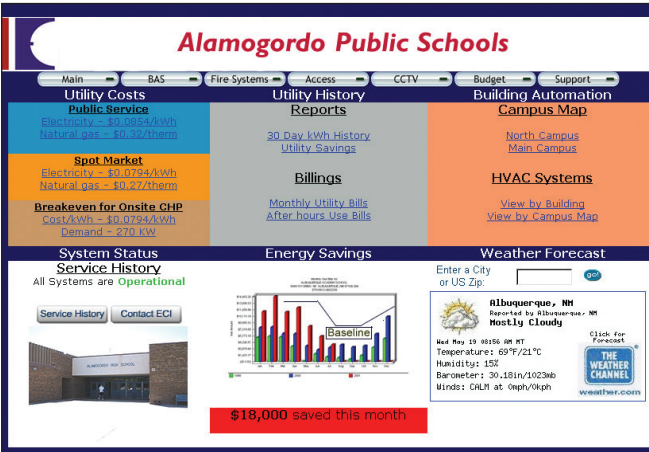 Alamogordo Public Schools
Main
BAS
Fire Systems
Access
CCTV
Budget
Support
Utility Costs
Utility History
Building Automation
Public Service
Electricity - $0.0854/kWh
Natural gas - $0.32/therm
Spot Market
Electricity - $0.0794/kWh
Natural gas - $0.27/therm
Breakeven for Onsite CHP
Cost/kWh - $0.0794/kWh
Demand - 270 KW
Reports
30 Day kWh History
Utility Savings
Billings
Monthly Utility Bills
After hours Use Bills
Campus Map
North Campus
Main Campus
HVAC Systems
View by Building
View by Campus Map
System Status
Energy Savings
Weather Forecast
Service History
All Systems are Operational
Service History
Contact ECI
ALAMOGORDO HIGH SCHOOL
Baseline
$18,000 saved this month
Enter a City
or US Zip:
go!
Albuquerque, NM
Reported by Albuquerque, NM
Mostly Cloudy
Wed May 19 08:56 AM MT
Temperature: 69°F/21°C
Humidity: 15%
Barometer: 30.18in/1023mb
Winds: CALM at 0mph/0kph
Click for
Forecast
THE
WEATHER
CHANNEL
weather.com